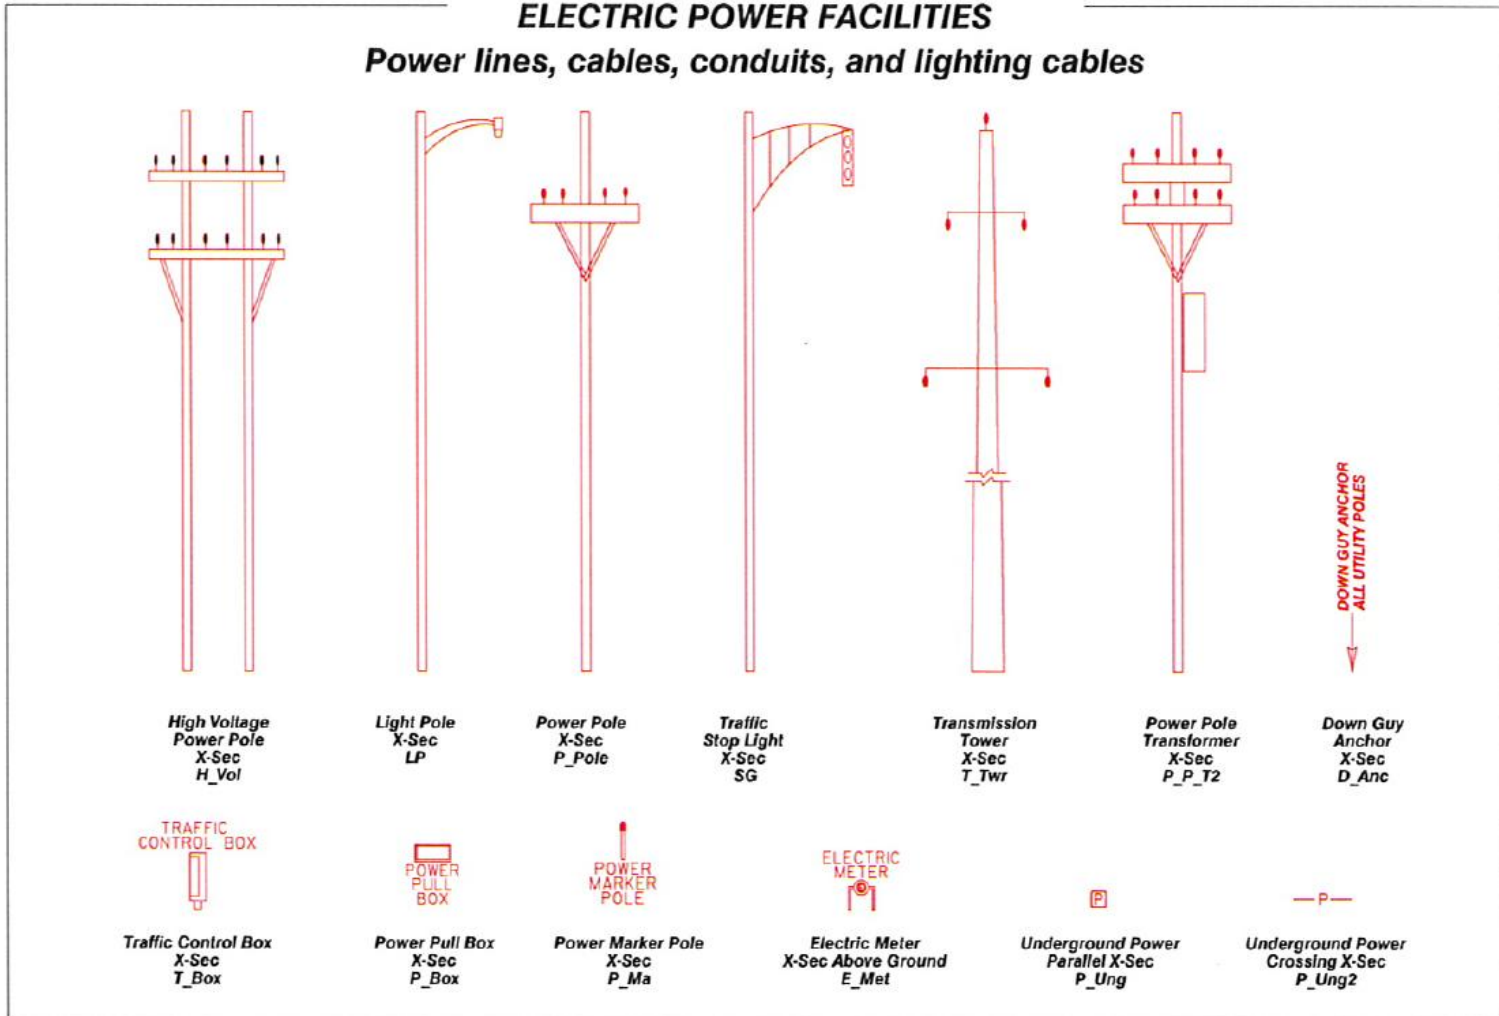 ELECTRIC POWER FACILITIES
Power lines, cables, conduits, and lighting cables
DOWN GUY ANCHOR
ALL UTILITY POLES
High Voltage
Power Pole
X-Sec
H_Vol
Light Pole
X-Sec
LP
Power Pole
X-Sec
P_Pole
Traffic
Stop Light
X-Sec
SG
Transmission
Tower
X-Sec
T_Twr
Power Pole
Transformer
X-Sec
P_P_T2
Down Guy
Anchor
X-Sec
D_Anc
TRAFFIC
CONTROL BOX
POWER
PULL
BOX
POWER
MARKER
POLE
ELECTRIC
METER
P
P
Traffic Control Box
X-Sec
T_Box
Power Pull Box
X-Sec
P_Box
Power Marker Pole
X-Sec
P_Ma
Electric Meter
X-Sec Above Ground
E_Met
Underground Power
Parallel X-Sec
P_Ung
Underground Power
Crossing X-Sec
P_Ung2